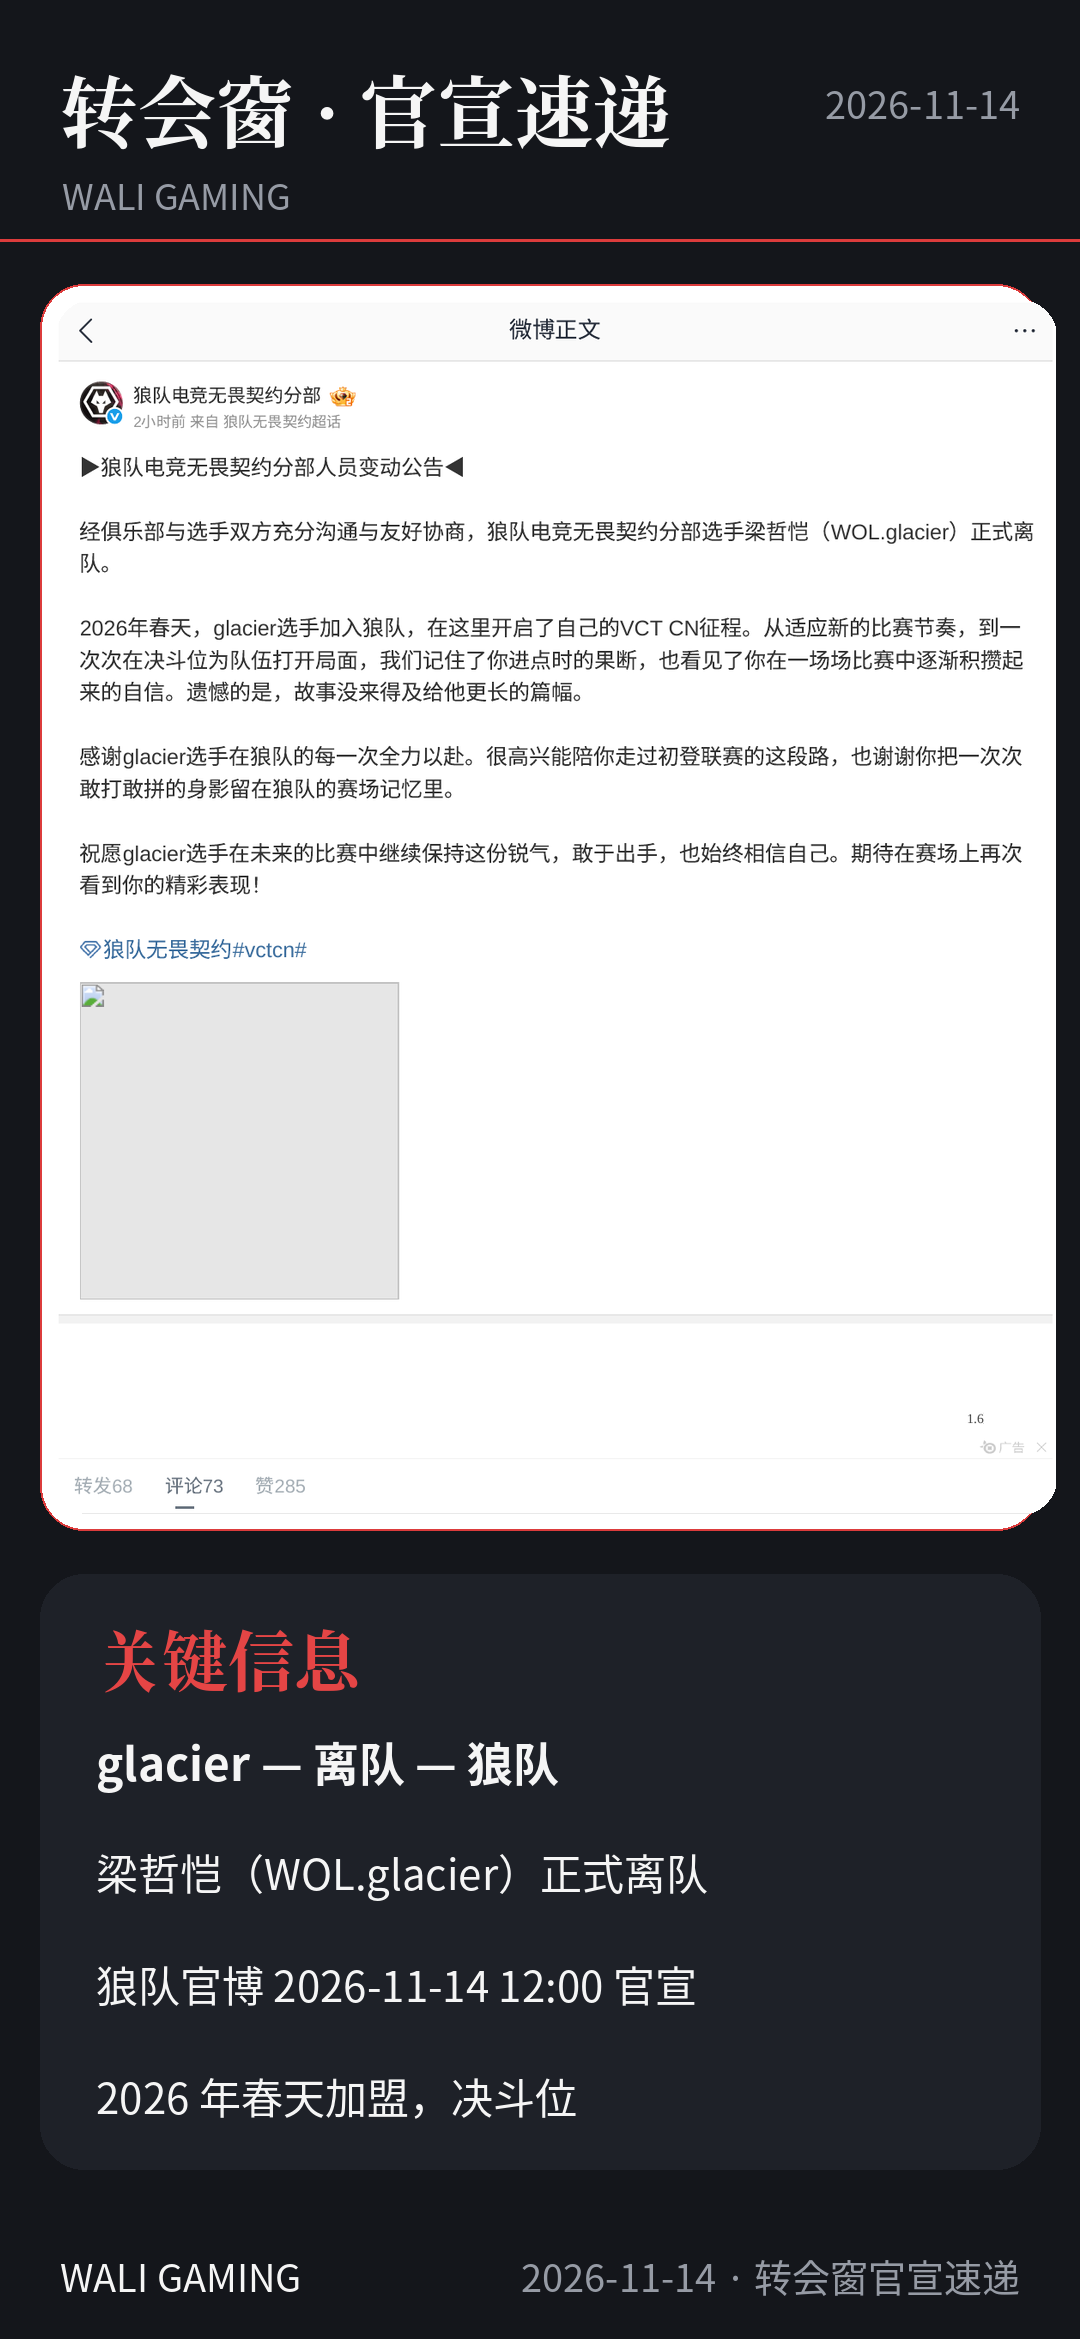 转会窗 · 官宣速递
2026-11-14
WALI GAMING
微博正文
狼队电竞无畏契约分部
2小时前 来自 狼队无畏契约超话
▶狼队电竞无畏契约分部人员变动公告◀
经俱乐部与选手双方充分沟通与友好协商，狼队电竞无畏契约分部选手梁哲恺（WOL.glacier）正式离
队。
2026年春天，glacier选手加入狼队，在这里开启了自己的VCT CN征程。从适应新的比赛节奏，到一
次次在决斗位为队伍打开局面，我们记住了你进点时的果断，也看见了你在一场场比赛中逐渐积攒起
来的自信。遗憾的是，故事没来得及给他更长的篇幅。
感谢glacier选手在狼队的每一次全力以赴。很高兴能陪你走过初登联赛的这段路，也谢谢你把一次次
敢打敢拼的身影留在狼队的赛场记忆里。
祝愿glacier选手在未来的比赛中继续保持这份锐气，敢于出手，也始终相信自己。期待在赛场上再次
看到你的精彩表现！
狼队无畏契约#vctcn#
1.6
广告
转发68 评论73 赞285
关键信息
glacier — 离队 — 狼队
梁哲恺（WOL.glacier）正式离队
狼队官博 2026-11-14 12:00 官宣
2026 年春天加盟，决斗位
WALI GAMING
2026-11-14 · 转会窗官宣速递